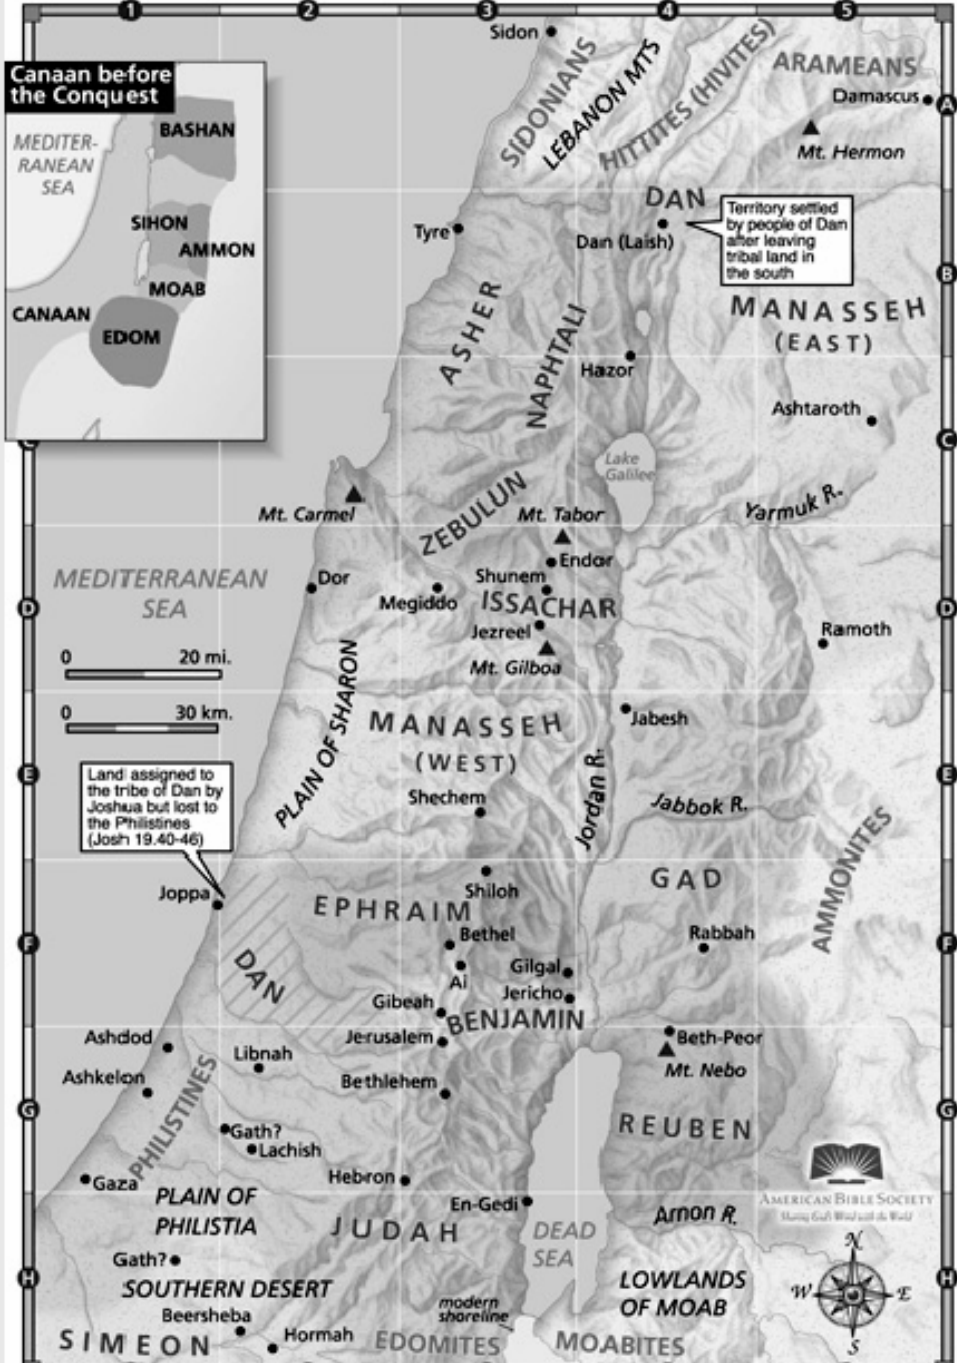 1 2 3 4 5
Sidon
SIDONIANS
LEBANON MTS
HITTITES (HIVITES)
ARAMEANS
Damascus
A
Mt. Hermon
Canaan before
the Conquest
MEDITER-
RANEAN
SEA
BASHAN
SIHON
AMMON
MOAB
CANAAN
EDOM
DAN
Tyre
Dan (Laish)
Territory settled
by people of Dan
after leaving
tribal land in
the south
B
ASHER
NAPHTALI
MANASSEH
(EAST)
Hazor
Ashtaroth
C
C
Lake
Galilee
Yarmuk R.
Mt. Carmel
ZEBULUN
Mt. Tabor
Endor
MEDITERRANEAN
SEA
Dor
Shunem
Megiddo
ISSACHAR
D
D
Jezreel
Ramoth
Mt. Gilboa
0 20 mi.
0 30 km.
PLAIN OF SHARON
MANASSEH
(WEST)
Jabesh
E
E
Land assigned to
the tribe of Dan by
Joshua but lost to
the Philistines
(Josh 19.40-46)
Shechem
Jordan R.
Jabbok R.
AMMONITES
Joppa
Shiloh
GAD
EPHRAIM
Bethel
Rabbah
F
F
DAN
Ai
Gilgal
Jericho
Gibeah
BENJAMIN
Ashdod
Jerusalem
Beth-Peor
Libnah
Mt. Nebo
Ashkelon
Bethlehem
PHILISTINES
G
G
Gath?
REUBEN
Lachish
Gaza
Hebron
En-Gedi
AMERICAN BIBLE SOCIETY
Sharing God's Word with the World
PLAIN OF
PHILISTIA
JUDAH
Arnon R.
DEAD
SEA
N
W E
S
Gath?
H
H
SOUTHERN DESERT
LOWLANDS
OF MOAB
Beersheba
modern
shoreline
SIMEON
Hormah
EDOMITES
MOABITES